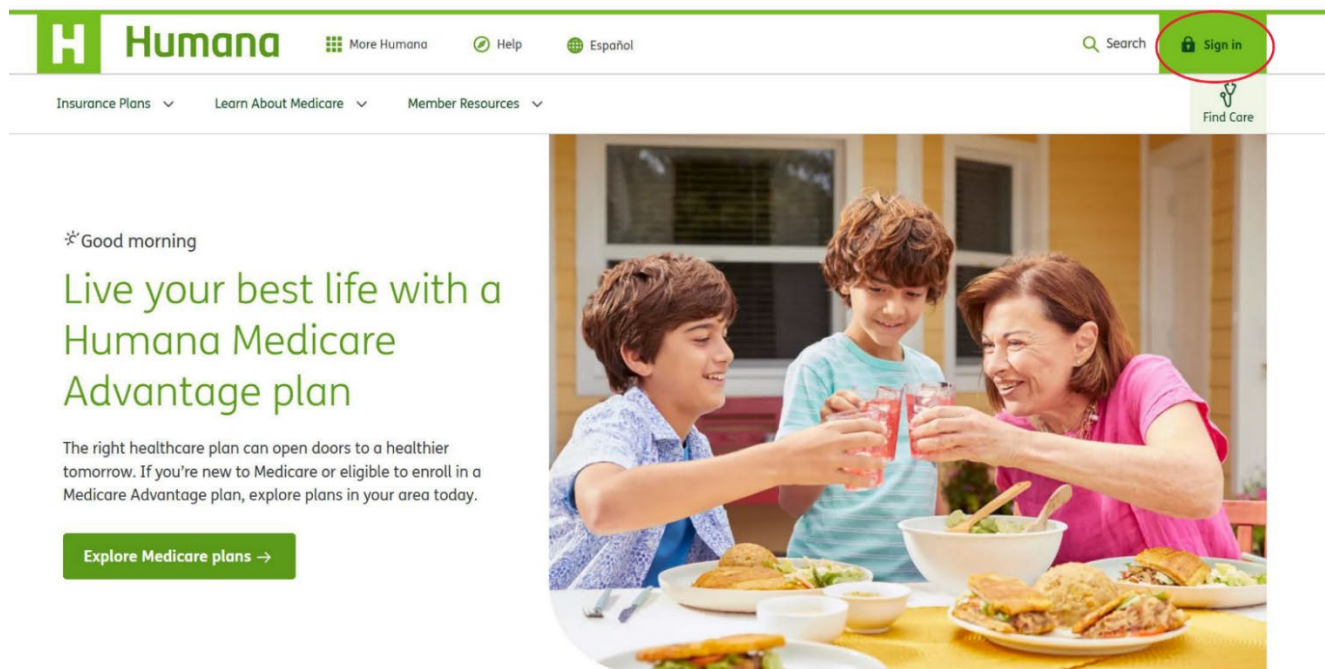 H Humana More Humana Help Español Search Sign in
Insurance Plans Learn About Medicare Member Resources Find Care
Good morning
Live your best life with a
Humana Medicare
Advantage plan
The right healthcare plan can open doors to a healthier
tomorrow. If you’re new to Medicare or eligible to enroll in a
Medicare Advantage plan, explore plans in your area today.
Explore Medicare plans →